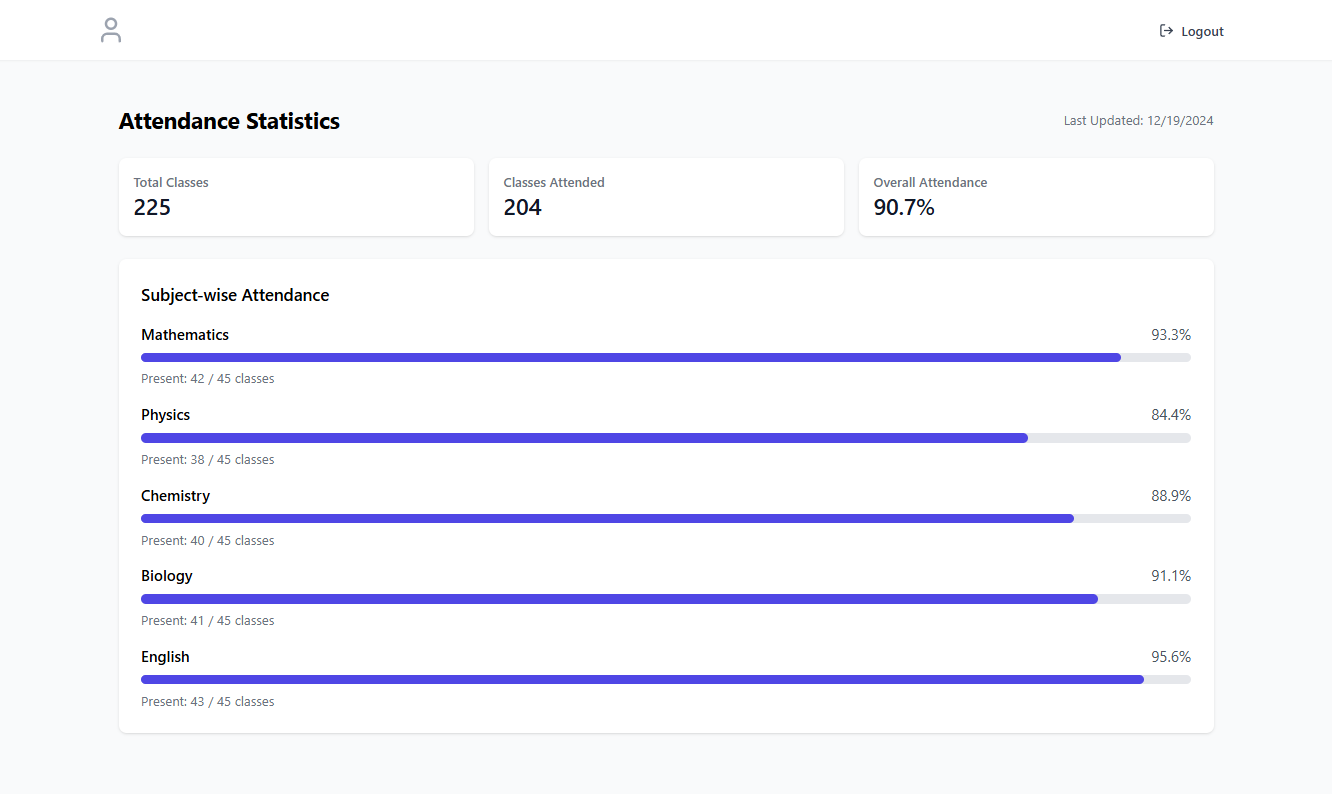 Logout
Attendance Statistics
Last Updated: 12/19/2024
Total Classes
225
Classes Attended
204
Overall Attendance
90.7%
Subject-wise Attendance
Mathematics 93.3%
Present: 42 / 45 classes
Physics 84.4%
Present: 38 / 45 classes
Chemistry 88.9%
Present: 40 / 45 classes
Biology 91.1%
Present: 41 / 45 classes
English 95.6%
Present: 43 / 45 classes